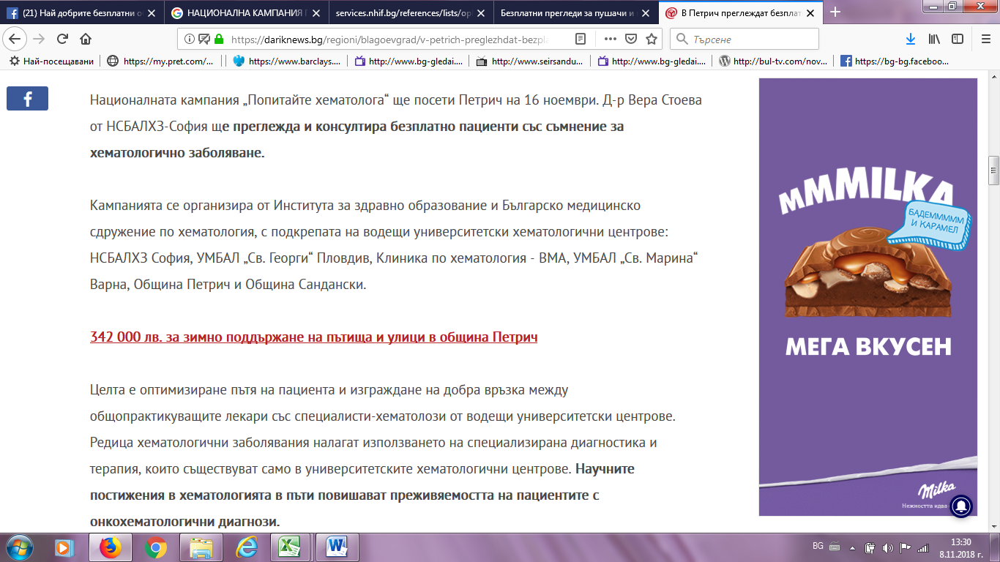 (21) Най добрите безплатни о
НАЦИОНАЛНА КАМПАНИЯ
services.nhif.bg/references/lists/op
Безплатни прегледи за пушачи и
В Петрич преглеждат безплат
https://dariknews.bg/regioni/blagoevgrad/v-petrich-preglezhdat-bezpla
Търсене
Най-посещавани
https://my.pret.com/...
https://www.barclays....
http://www.bg-gledai....
http://www.seirsandu...
http://www.bg-gledai....
http://bul-tv.com/nov...
https://bg-bg.faceboo...
Националната кампания „Попитайте хематолога“ ще посети Петрич на 16 ноември. Д-р Вера Стоева
от НСБАЛХЗ-София ще преглежда и консултира безплатно пациенти със съмнение за
хематологично заболяване.
Кампанията се организира от Института за здравно образование и Българско медицинско
сдружение по хематология, с подкрепата на водещи университетски хематологични центрове:
НСБАЛХЗ София, УМБАЛ „Св. Георги“ Пловдив, Клиника по хематология - ВМА, УМБАЛ „Св. Марина“
Варна, Община Петрич и Община Сандански.
342 000 лв. за зимно поддържане на пътища и улици в община Петрич
Целта е оптимизиране пътя на пациента и изграждане на добра връзка между
общопрактикуващите лекари със специалисти-хематолози от водещи университетски центрове.
Редица хематологични заболявания налагат използването на специализирана диагностика и
терапия, които съществуват само в университетските хематологични центрове. Научните
постижения в хематологията в пъти повишават преживяемостта на пациентите с
онкохематологични диагнози.
MMMILKA
БАДЕММММM
И КАРАМЕЛ
МЕГА ВКУСЕН
Milka
Нежността идва
BG
13:30
8.11.2018 г.